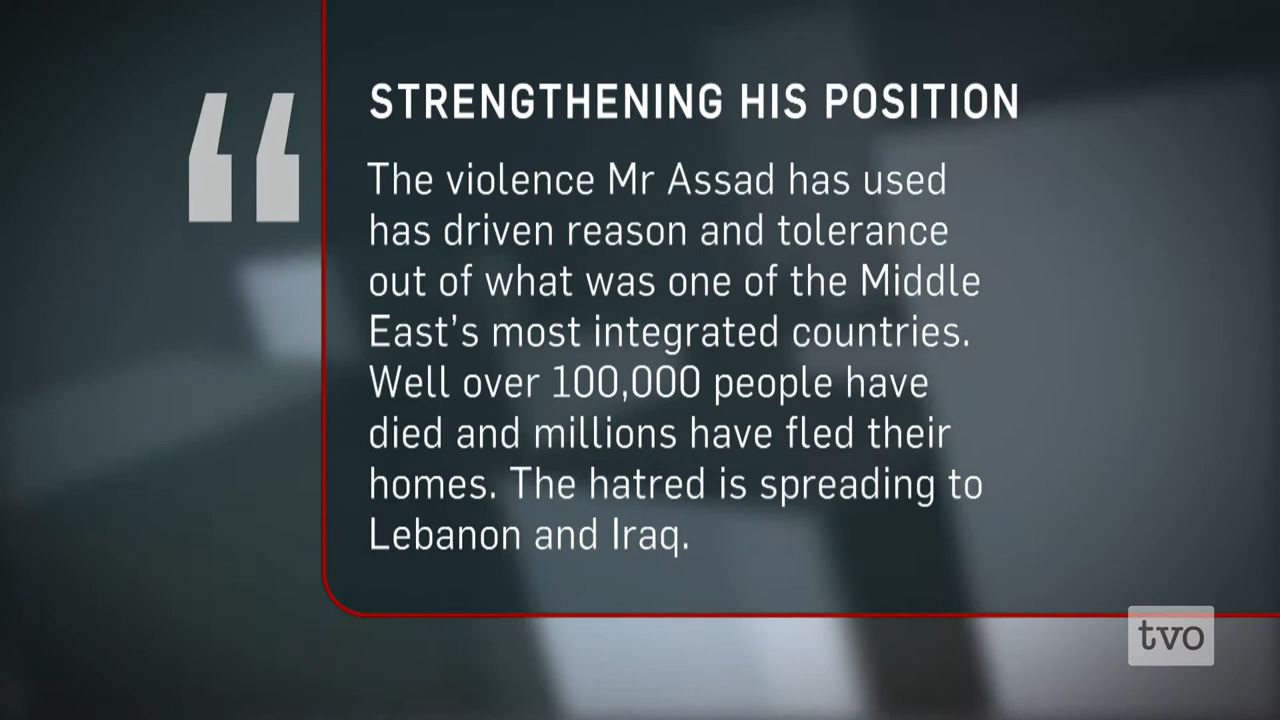 “
STRENGTHENING HIS POSITION
The violence Mr Assad has used
has driven reason and tolerance
out of what was one of the Middle
East’s most integrated countries.
Well over 100,000 people have
died and millions have fled their
homes. The hatred is spreading to
Lebanon and Iraq.
tvo